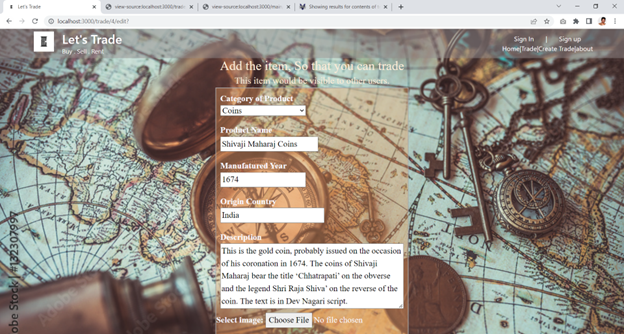 Let's Trade
view-source:localhost:3000/trade
view-source:localhost:3000/man
Showing results for contents of
localhost:3000/trade/4/edit?
Let's Trade
Buy . Sell . Rent
Sign In | Sign up
Home|Trade|Create Trade|about
Add the item, So that you can trade
This item would be visible to other users.
Category of Product
Coins
Product Name
Shivaji Maharaj Coins
Manufatured Year
1674
Origin Country
India
Description
This is the gold coin, probably issued on the occasion
of his coronation in 1674. The coins of Shivaji
Maharaj bear the title ‘Chhatrapati’ on the obverse
and the legend Shri Raja Shiva’ on the reverse of the
coin. The text is in Dev Nagari script.
Select Image: Choose File No file chosen
Adobe Stock | #132307997